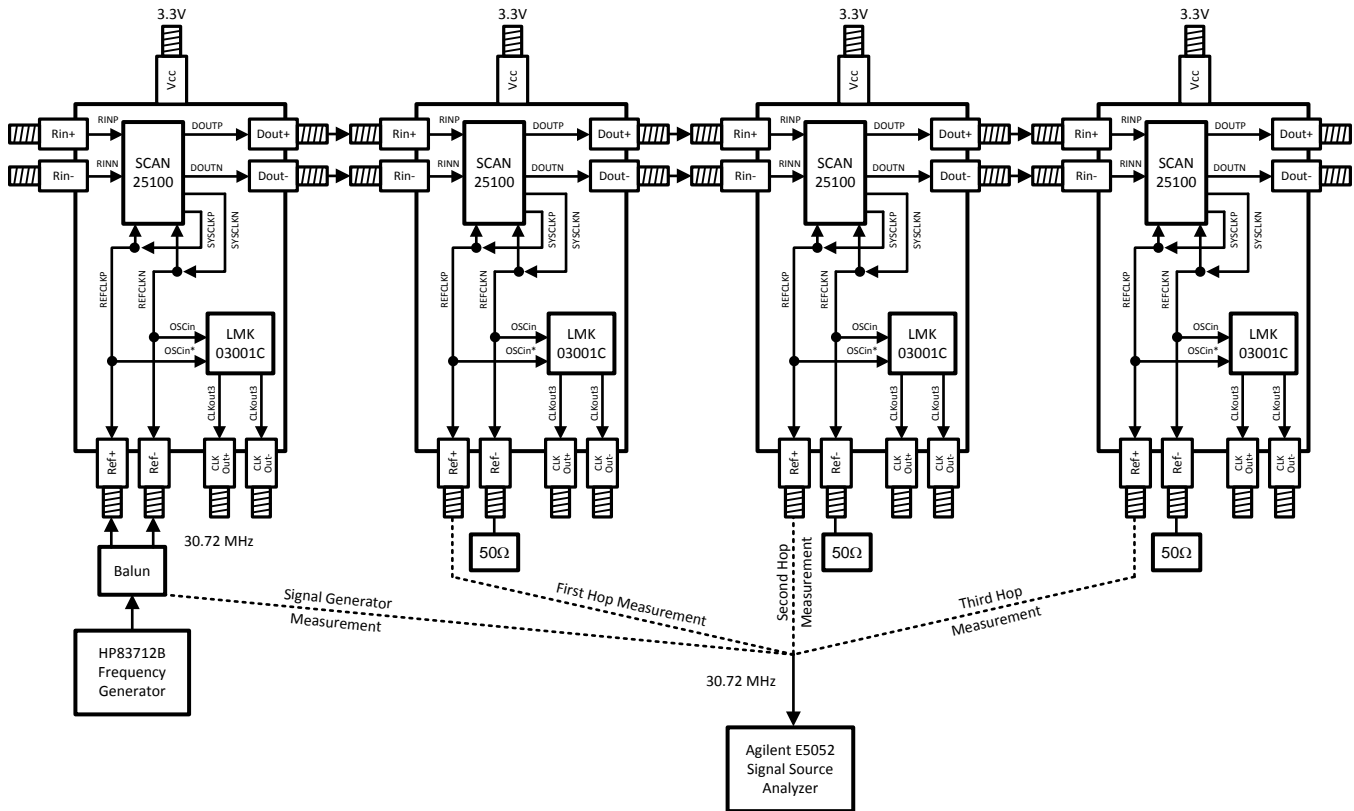 3.3V
3.3V
3.3V
3.3V
Vcc
Vcc
Vcc
Vcc
Rin+
RINP
DOUTP
Dout+
Rin+
RINP
DOUTP
Dout+
Rin+
RINP
DOUTP
Dout+
Rin+
RINP
DOUTP
Dout+
SCAN
25100
SCAN
25100
SCAN
25100
SCAN
25100
Rin-
RINN
DOUTN
Dout-
Rin-
RINN
DOUTN
Dout-
Rin-
RINN
DOUTN
Dout-
Rin-
RINN
DOUTN
Dout-
SYSCLKP
SYSCLKN
SYSCLKP
SYSCLKN
SYSCLKP
SYSCLKN
SYSCLKP
SYSCLKN
REFCLKP
REFCLKN
REFCLKP
REFCLKN
REFCLKP
REFCLKN
REFCLKP
REFCLKN
OSCin
OSCin*
LMK
03001C
OSCin
OSCin*
LMK
03001C
OSCin
OSCin*
LMK
03001C
OSCin
OSCin*
LMK
03001C
CLKout3
CLKout3
CLKout3
CLKout3
CLKout3
CLKout3
CLKout3
CLKout3
Ref+
Ref-
CLK
Out+
CLK
Out-
Ref+
Ref-
CLK
Out+
CLK
Out-
Ref+
Ref-
CLK
Out+
CLK
Out-
Ref+
Ref-
CLK
Out+
CLK
Out-
30.72 MHz
50Ω
50Ω
50Ω
Balun
Signal Generator
Measurement
First Hop Measurement
Second Hop
Measurement
Third Hop
Measurement
HP83712B
Frequency
Generator
30.72 MHz
Agilent E5052
Signal Source
Analyzer